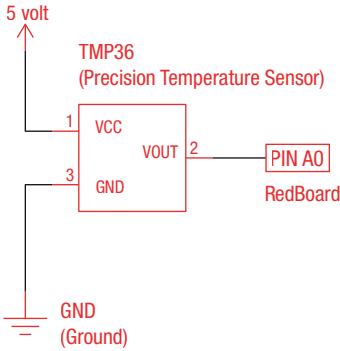 5 volt
TMP36
(Precision Temperature Sensor)
1
VCC
VOUT
2
PIN A0
3
GND
RedBoard
GND
(Ground)